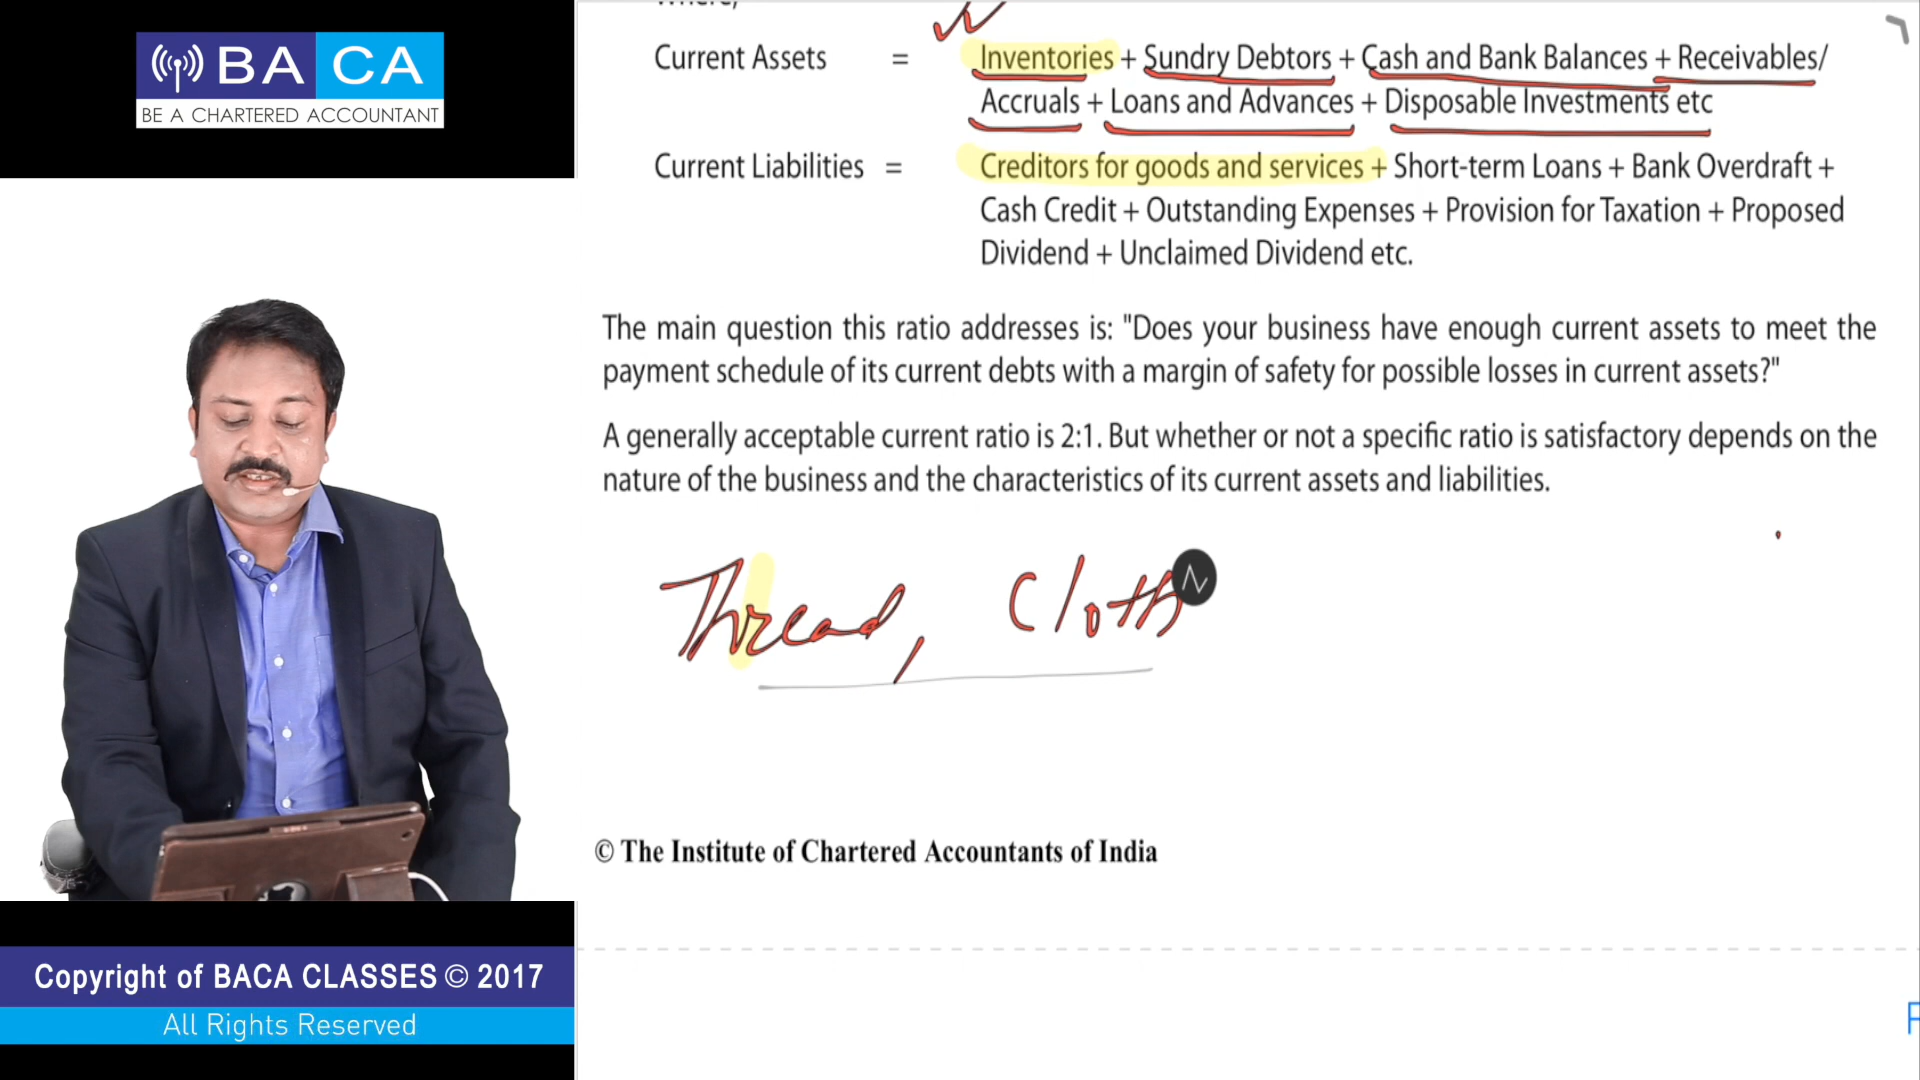 BACA
BE A CHARTERED ACCOUNTANT
Current Assets = Inventories + Sundry Debtors + Cash and Bank Balances + Receivables/
Accruals + Loans and Advances + Disposable Investments etc
Current Liabilities = Creditors for goods and services + Short-term Loans + Bank Overdraft +
Cash Credit + Outstanding Expenses + Provision for Taxation + Proposed
Dividend + Unclaimed Dividend etc.
The main question this ratio addresses is: "Does your business have enough current assets to meet the
payment schedule of its current debts with a margin of safety for possible losses in current assets?"
A generally acceptable current ratio is 2:1. But whether or not a specific ratio is satisfactory depends on the
nature of the business and the characteristics of its current assets and liabilities.
Thread, Cloth
© The Institute of Chartered Accountants of India
Copyright of BACA CLASSES © 2017
All Rights Reserved